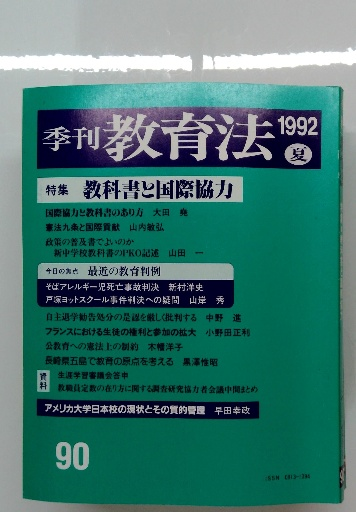 季刊 教育法 1992 夏
特集 教科書と国際協力
国際協力と教科書のあり方 大田 堯
憲法九条と国際貢献 山内敏弘
政策の普及書でよいのか
新中学校教科書のPKO記述 山田 一
今日の焦点 最近の教育判例
そばアレルギー児死亡事故判決 新村洋史
戸塚ヨットスクール事件判決への疑問 山岸 秀
自主退学勧告処分の是認を厳しく批判する 中野 進
フランスにおける生徒の権利と参加の拡大 小野田正利
公教育への憲法上の制約 木幡洋子
長崎県五島で教育の原点を考える 黒澤惟昭
資料 生涯学習審議会答申
教職員定数の在り方に関する調査研究協力者会議中間まとめ
アメリカ大学日本校の現状とその質的管理 早田幸政
90